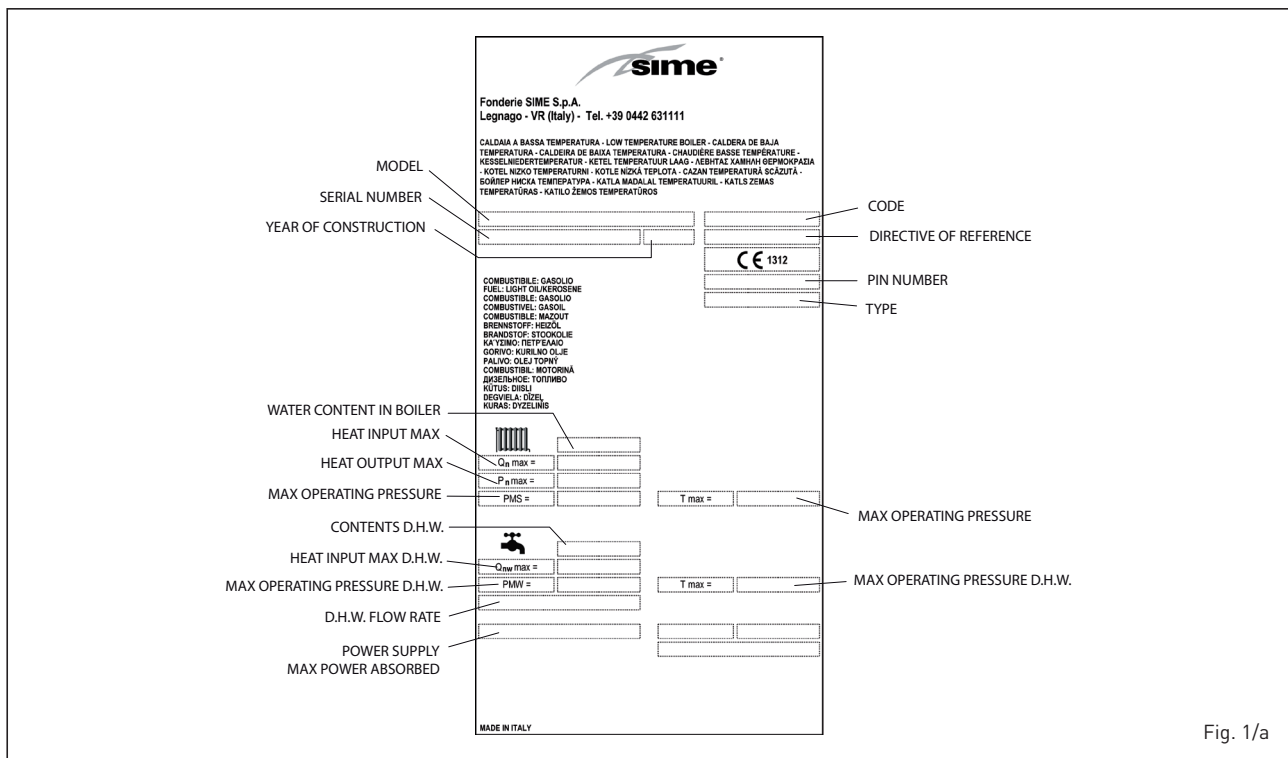 sime®
Fonderie SIME S.p.A.
Legnago - VR (Italy) - Tel. +39 0442 631111
CALDAIA A BASSA TEMPERATURA - LOW TEMPERATURE BOILER - CALDERA DE BAJA
TEMPERATURA - CALDEIRA DE BAIXA TEMPERATURA - CHAUDIÈRE BASSE TEMPÉRATURE -
KESSELNIEDERTEMPERATUR - KETEL TEMPERATUUR LAAG - ΛΕΒΗΤΑΣ ΧΑΜΗΛΗ ΘΕΡΜΟΚΡΑΣΙΑ
- KOTEL NIZKO TEMPERATURNI - KOTLE NÍZKÁ TEPLOTA - CAZAN TEMPERATURĂ SCĂZUTĂ -
БОЙЛЕР НИСКА ТЕМПЕРАТУРА - KATLA MADALAL TEMPERATUURIL - KATLS ZEMAS
TEMPERATŪRAS - KATILO ŽEMOS TEMPERATŪROS
MODEL
SERIAL NUMBER
YEAR OF CONSTRUCTION
CODE
DIRECTIVE OF REFERENCE
CE 1312
PIN NUMBER
TYPE
COMBUSTIBILE: GASOLIO
FUEL: LIGHT OIL/KEROSENE
COMBUSTIBLE: GASOLIO
COMBUSTIVEL: GASOIL
COMBUSTIBLE: MAZOUT
BRENNSTOFF: HEIZÖL
BRANDSTOF: STOOKOLIE
ΚΑΎΣΙΜΟ: ΠΕΤΡΈΛΑΙΟ
GORIVO: KURILNO OLJE
PALIVO: OLEJ TOPNÝ
COMBUSTIBIL: MOTORINĂ
ДИЗЕЛЬНОЕ: ТОПЛИВО
KÜTUS: DIISLI
DEGVIELA: DĪZEĻ
KURAS: DYZELINIS
WATER CONTENT IN BOILER
HEAT INPUT MAX
Qn max =
HEAT OUTPUT MAX
Pn max =
MAX OPERATING PRESSURE
PMS =
T max =
MAX OPERATING PRESSURE
CONTENTS D.H.W.
HEAT INPUT MAX D.H.W.
Qnw max =
MAX OPERATING PRESSURE D.H.W.
PMW =
T max =
MAX OPERATING PRESSURE D.H.W.
D.H.W. FLOW RATE
POWER SUPPLY
MAX POWER ABSORBED
MADE IN ITALY
Fig. 1/a